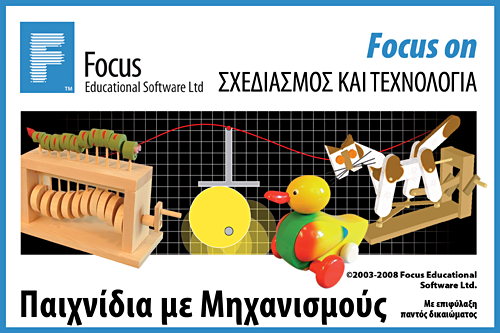 F
TM
Focus
Educational Software Ltd
Focus on
ΣΧΕΔΙΑΣΜΟΣ ΚΑΙ ΤΕΧΝΟΛΟΓΙΑ
©2003-2008 Focus Educational
Software Ltd.
Παιχνίδια με Μηχανισμούς
Με επιφύλαξη
παντός δικαιώματος